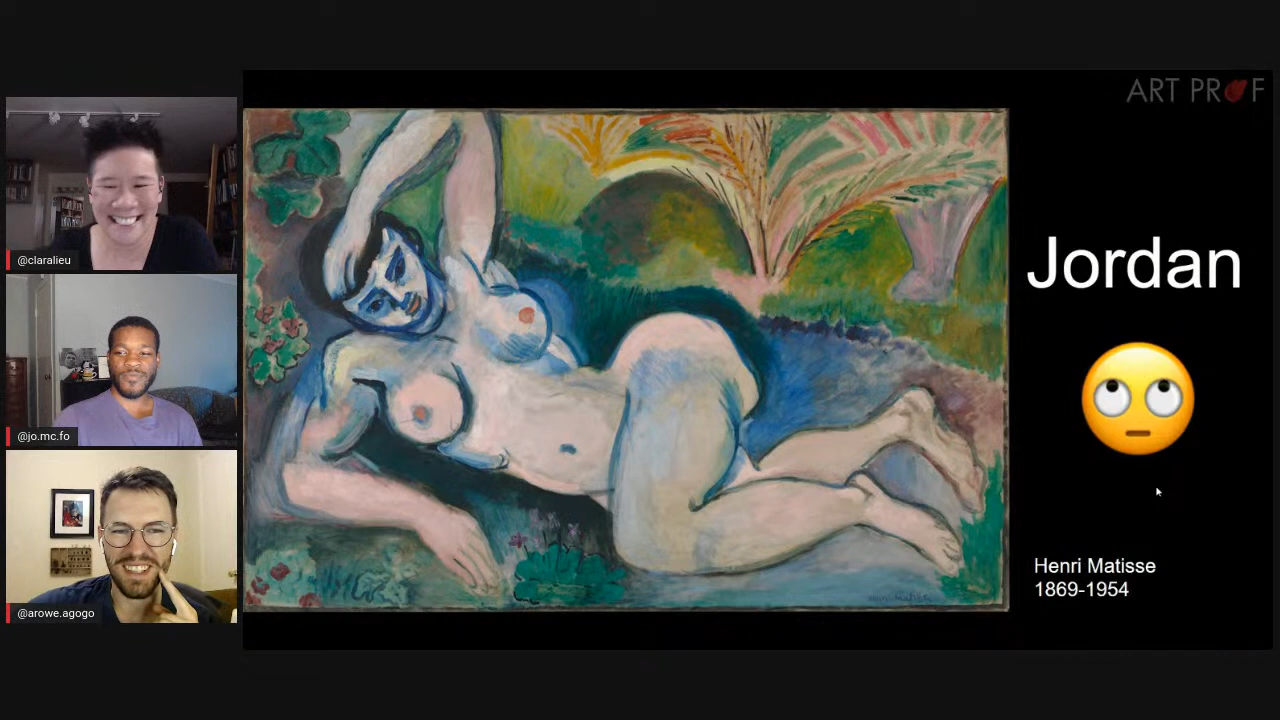 ART PROF
@claralieu
Jordan
@jo.mc.fo
Henri Matisse
1869-1954
@arowe.agogo